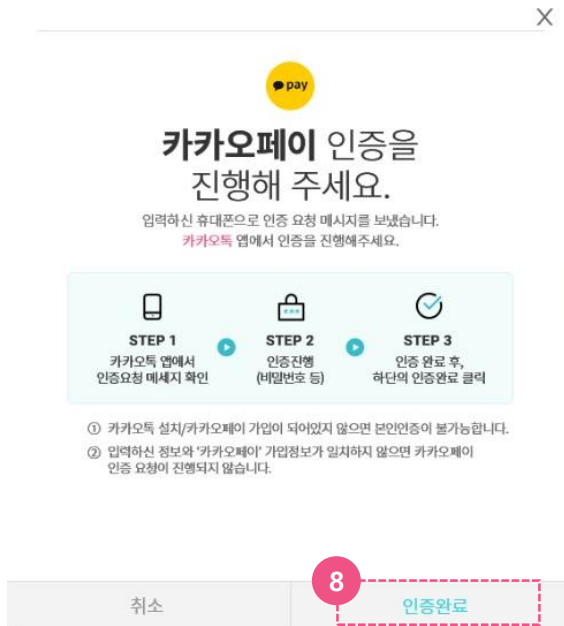 pay
카카오페이 인증을
진행해 주세요.
입력하신 휴대폰으로 인증 요청 메시지를 보냈습니다.
카카오톡 앱에서 인증을 진행해주세요.
STEP 1
카카오톡 앱에서
인증요청 메세지 확인
STEP 2
인증진행
(비밀번호 등)
STEP 3
인증 완료 후,
하단의 인증완료 클릭
① 카카오톡 설치/카카오페이 가입이 되어있지 않으면 본인인증이 불가능합니다.
② 입력하신 정보와 '카카오페이' 가입정보가 일치하지 않으면 카카오페이
인증 요청이 진행되지 않습니다.
취소
8
인증완료